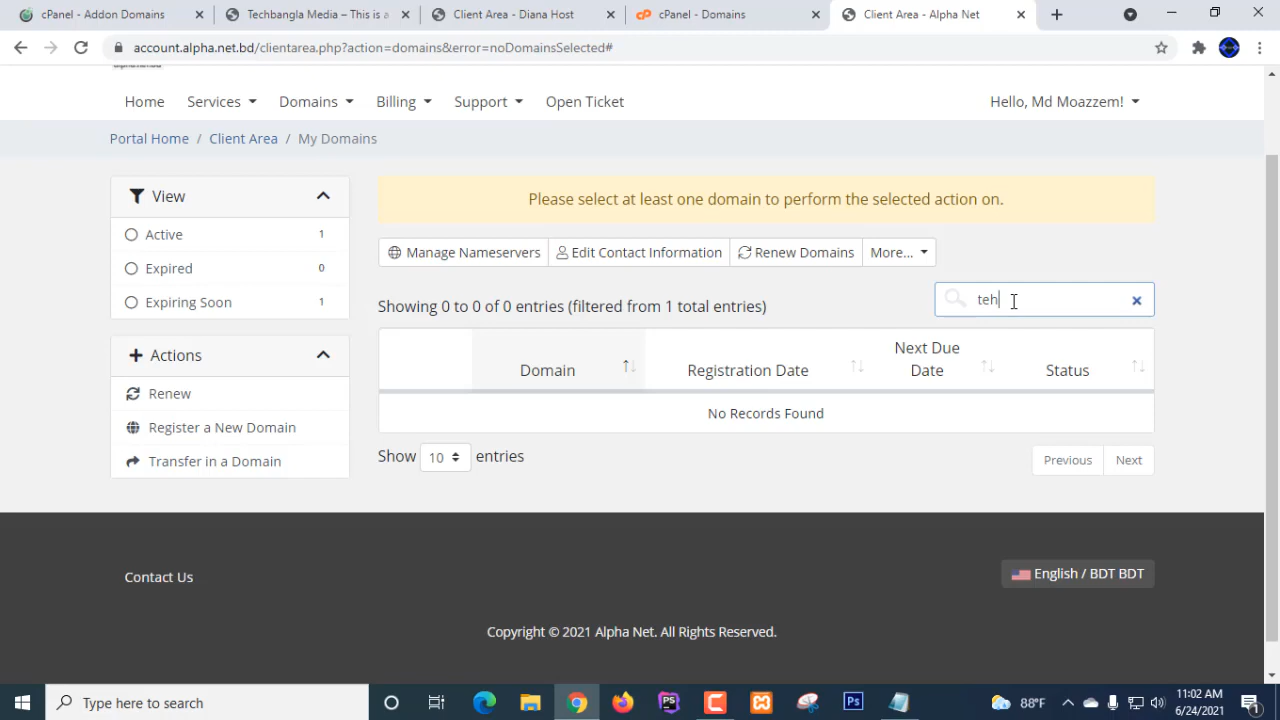 cPanel - Addon Domains
Techbangla Media – This is a
Client Area - Diana Host
cPanel - Domains
Client Area - Alpha Net
account.alpha.net.bd/clientarea.php?action=domains&error=noDomainsSelected#
Home Services Domains Billing Support Open Ticket Hello, Md Moazzem!
Portal Home / Client Area / My Domains
View
Active 1
Expired 0
Expiring Soon 1
Actions
Renew
Register a New Domain
Transfer in a Domain
Please select at least one domain to perform the selected action on.
Manage Nameservers Edit Contact Information Renew Domains More...
Showing 0 to 0 of 0 entries (filtered from 1 total entries)
teh
Domain Registration Date Next Due Date Status
No Records Found
Show 10 entries
Previous Next
Contact Us
English / BDT BDT
Copyright © 2021 Alpha Net. All Rights Reserved.
Type here to search
88°F
11:02 AM
6/24/2021